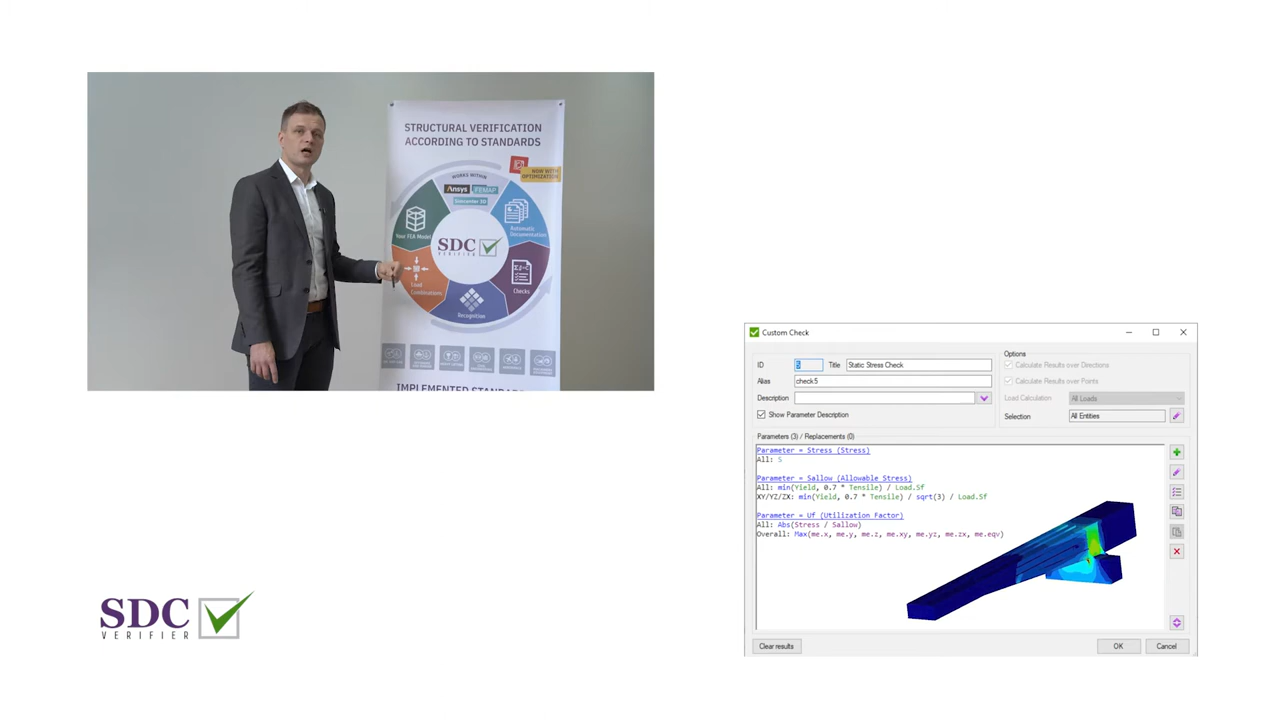 STRUCTURAL VERIFICATION
ACCORDING TO STANDARDS
WORKS WITHIN
NOW WITH
OPTIMIZATION
Ansys FEMAP
Simcenter 3D
Your FEA Model
Automatic
Documentation
SDC
VERIFIER
Load
Combinations
Checks
Recognition
IMPLEMENTED STANDARDS
SDC
VERIFIER
Custom Check
ID
5
Title
Static Stress Check
Alias
check5
Description
Show Parameter Description
Options
Calculate Results over Directions
Calculate Results over Points
Load Calculation
All Loads
Selection
All Entities
Parameters (3) / Replacements (0)
Parameter = Stress (Stress)
All: S
Parameter = Sallow (Allowable Stress)
All: min(Yield, 0.7 * Tensile) / Load.Sf
XY/YZ/ZX: min(Yield, 0.7 * Tensile) / sqrt(3) / Load.Sf
Parameter = Uf (Utilization Factor)
All: Abs(Stress / Sallow)
Overall: Max(me.x, me.y, me.z, me.xy, me.yz, me.zx, me.eqv)
Clear results
OK
Cancel